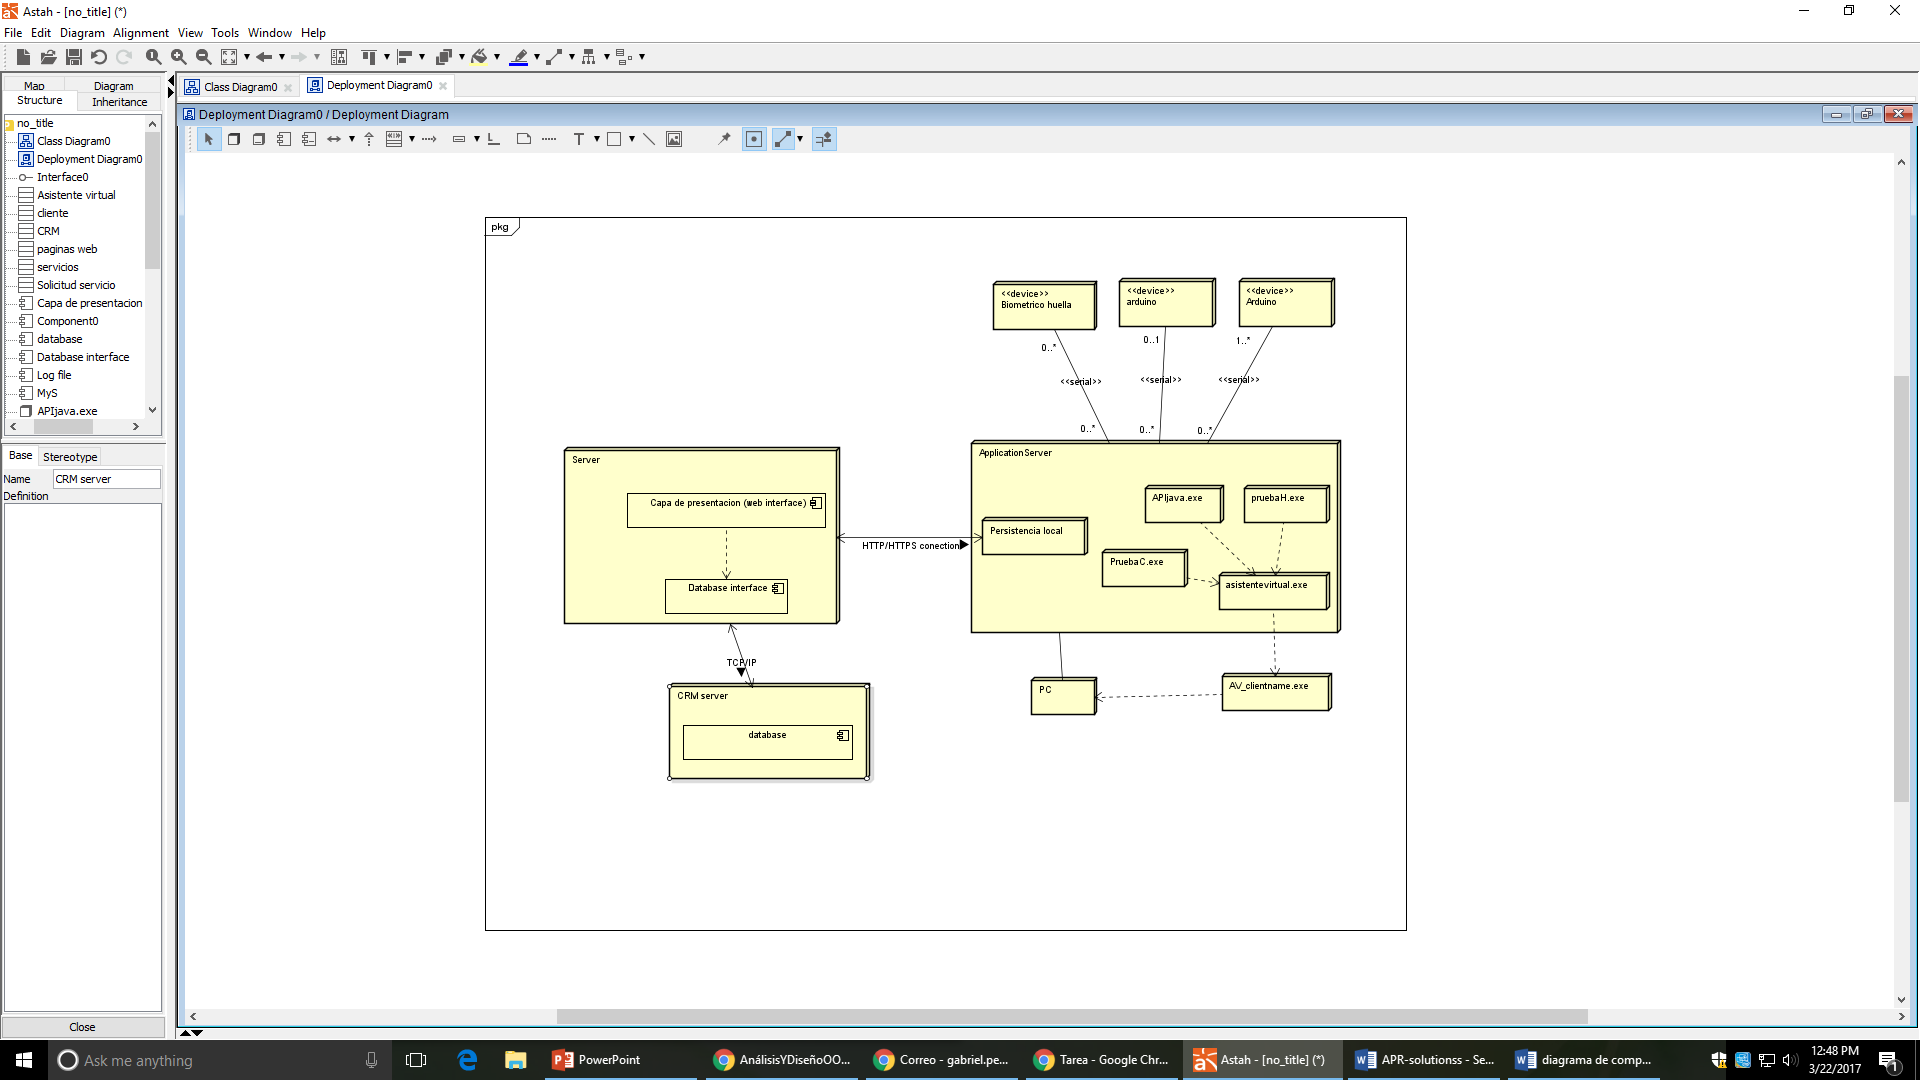 Astah - [no_title] (*)
File Edit Diagram Alignment View Tools Window Help
Map Diagram
Structure Inheritance
no_title
Class Diagram0
Deployment Diagram0
Interface0
Asistente virtual
cliente
CRM
paginas web
servicios
Solicitud servicio
Capa de presentacion
Component0
database
Database interface
Log file
MyS
APIjava.exe
Base Stereotype
Name CRM server
Definition
Close
Class Diagram0 Deployment Diagram0
Deployment Diagram0 / Deployment Diagram
pkg
<<device>>
Biometrico huella
<<device>>
arduino
<<device>>
Arduino
0..* 0..1 1..*
<<serial>> <<serial>> <<serial>>
0..* 0..* 0..*
Server
Capa de presentacion (web interface)
Database interface
HTTP/HTTPS conection
ApplicationServer
APIjava.exe
pruebaH.exe
Persistencia local
PruebaC.exe
asistentevirtual.exe
TCP/IP
CRM server
database
PC
AV_clientname.exe
Ask me anything
PowerPoint
AnálisisYDiseñoOO...
Correo - gabriel.pe...
Tarea - Google Chr...
Astah - [no_title] (*)
APR-solutionss - Se...
diagrama de comp...
12:48 PM
3/22/2017
1